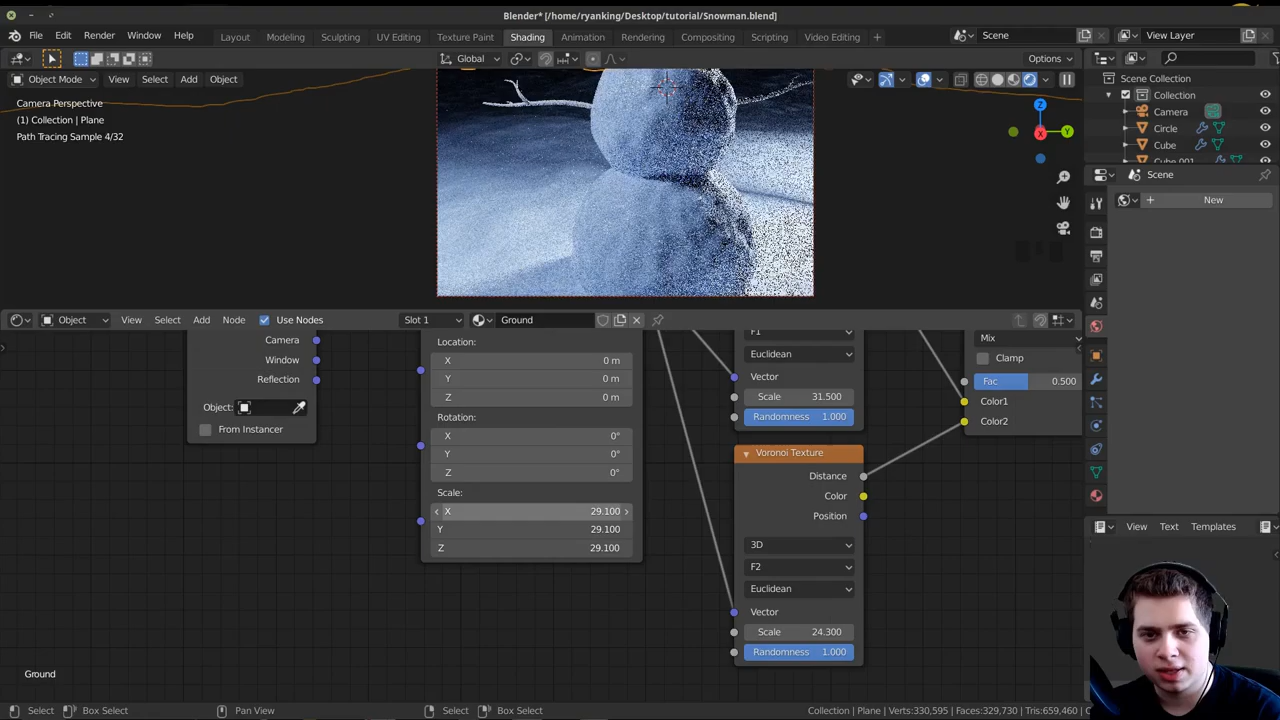 Blender* [/home/ryanking/Desktop/tutorial/Snowman.blend]
File Edit Render Window Help Layout Modeling Sculpting UV Editing Texture Paint Shading Animation Rendering Compositing Scripting Video Editing + Scene View Layer
Global Options
Object Mode View Select Add Object
Camera Perspective
(1) Collection | Plane
Path Tracing Sample 4/32
Z
Y
X
Scene Collection
Collection
Camera
Circle
Cube
Cube.001
Scene
+ New
Object View Select Add Node Use Nodes Slot 1 Ground
Camera
Window
Reflection
Object:
From Instancer
Location:
X 0 m
Y 0 m
Z 0 m
Rotation:
X 0°
Y 0°
Z 0°
Scale:
X 29.100
Y 29.100
Z 29.100
F1
Euclidean
Vector
Scale 31.500
Randomness 1.000
Voronoi Texture
Distance
Color
Position
3D
F2
Euclidean
Vector
Scale 24.300
Randomness 1.000
Mix
Clamp
Fac 0.500
Color1
Color2
View Text Templates
Ground
Select Box Select Pan View Select Box Select Collection | Plane | Verts:330,595 | Faces:329,730 | Tris:659,460 |